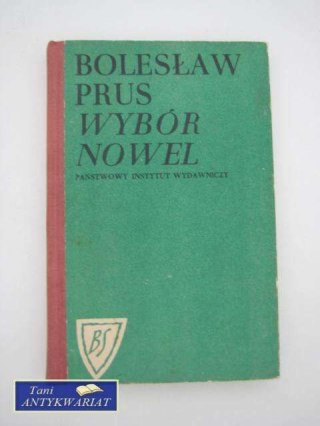 BOLESŁAW
PRUS
WYBÓR
NOWEL
PAŃSTWOWY INSTYTUT WYDAWNICZY
BS
Tani
ANTYKWARIAT